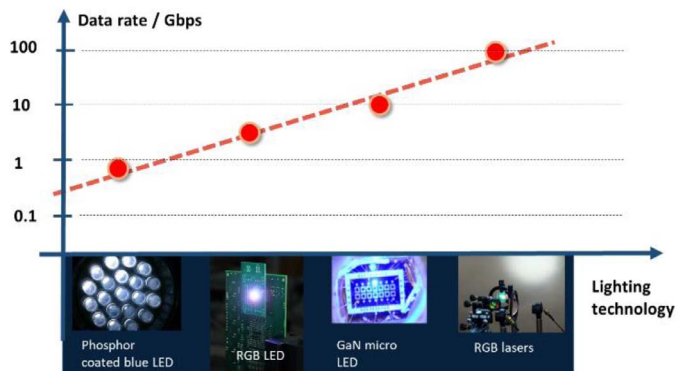 Data rate / Gbps
100
10
1
0.1
Lighting
technology
Phosphor
coated blue LED
RGB LED
GaN micro
LED
RGB lasers